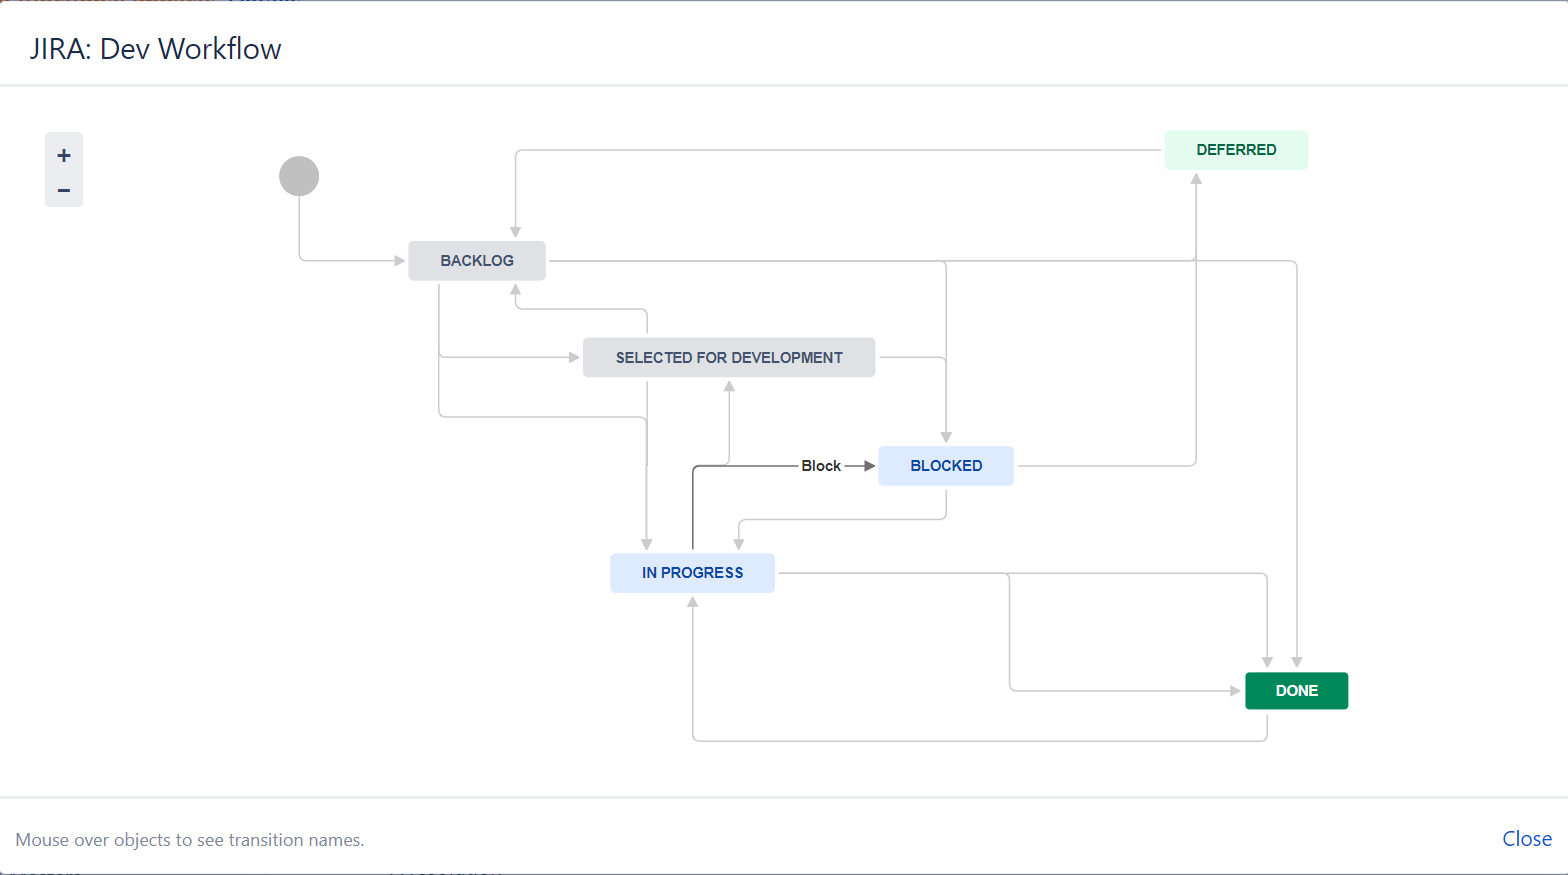 JIRA: Dev Workflow
+
−
DEFERRED
BACKLOG
SELECTED FOR DEVELOPMENT
Block
BLOCKED
IN PROGRESS
DONE
Mouse over objects to see transition names.
Close